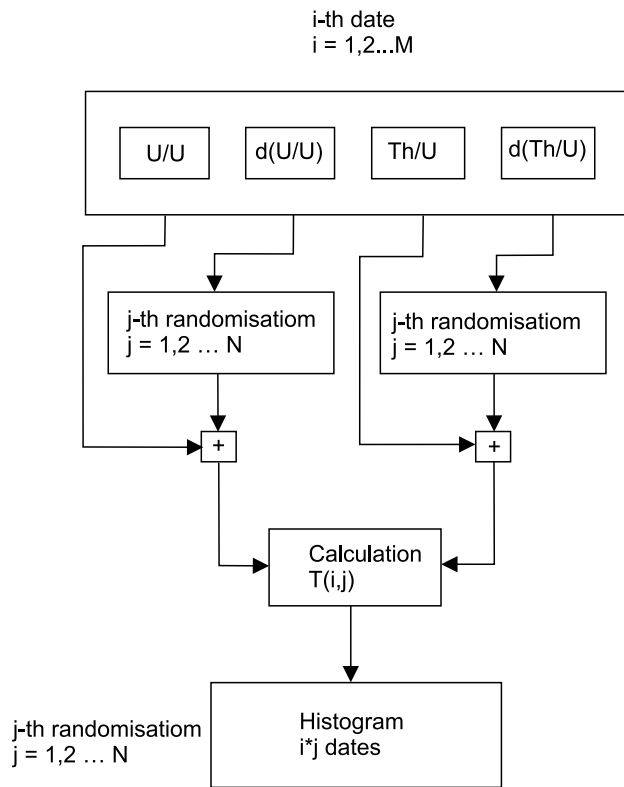 i-th date
i = 1,2...M
U/U
d(U/U)
Th/U
d(Th/U)
j-th randomisatiom
j = 1,2 ... N
j-th randomisatiom
j = 1,2 ... N
+
+
Calculation
T(i,j)
Histogram
i*j dates
j-th randomisatiom
j = 1,2 ... N